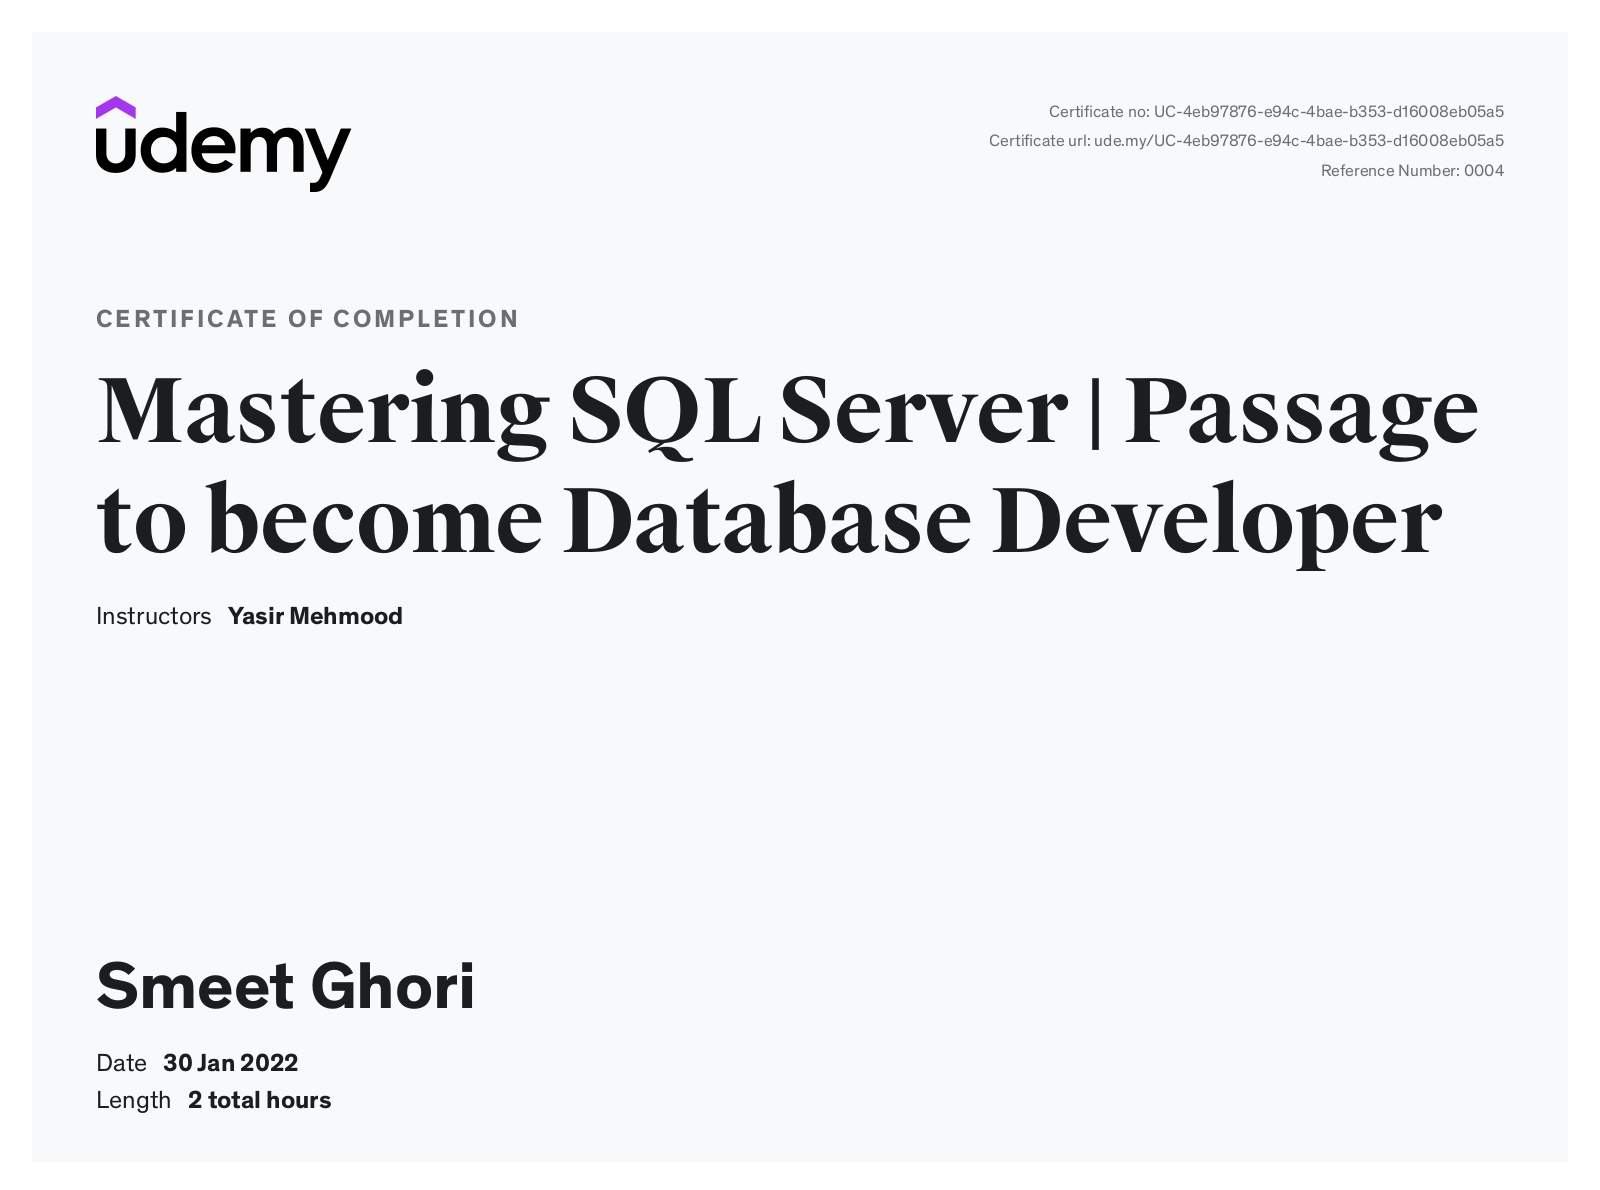 udemy
Certificate no: UC-4eb97876-e94c-4bae-b353-d16008eb05a5
Certificate url: ude.my/UC-4eb97876-e94c-4bae-b353-d16008eb05a5
Reference Number: 0004
CERTIFICATE OF COMPLETION
Mastering SQL Server | Passage
to become Database Developer
Instructors Yasir Mehmood
Smeet Ghori
Date 30 Jan 2022
Length 2 total hours